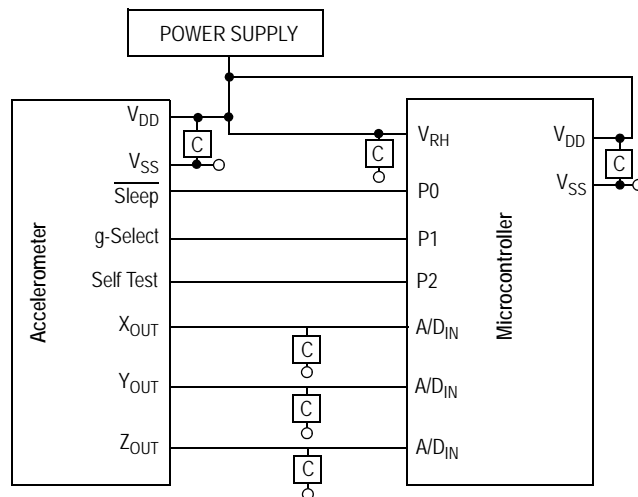 POWER SUPPLY
Accelerometer
V_DD
C
V_SS
S̅l̅e̅e̅p̅
g-Select
Self Test
X_OUT
Y_OUT
Z_OUT
C
C
C
C
Microcontroller
V_RH
P0
P1
P2
A/D_IN
A/D_IN
A/D_IN
V_DD
C
V_SS